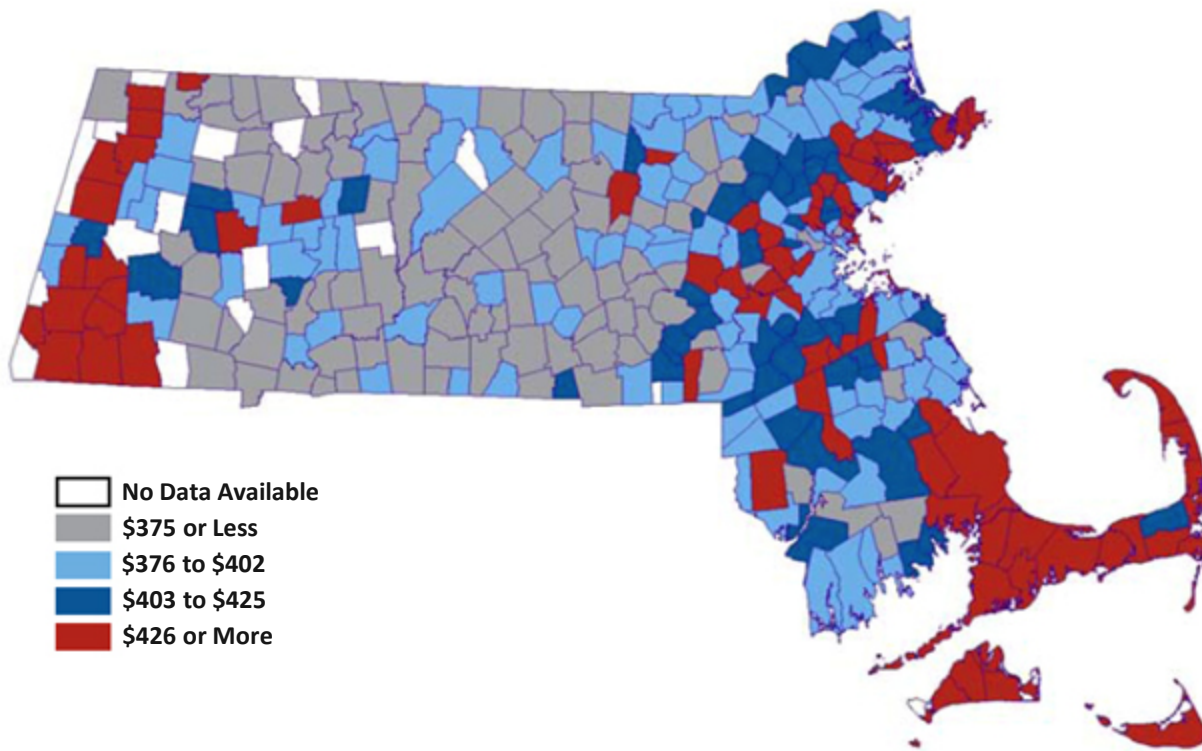 No Data Available
$375 or Less
$376 to $402
$403 to $425
$426 or More